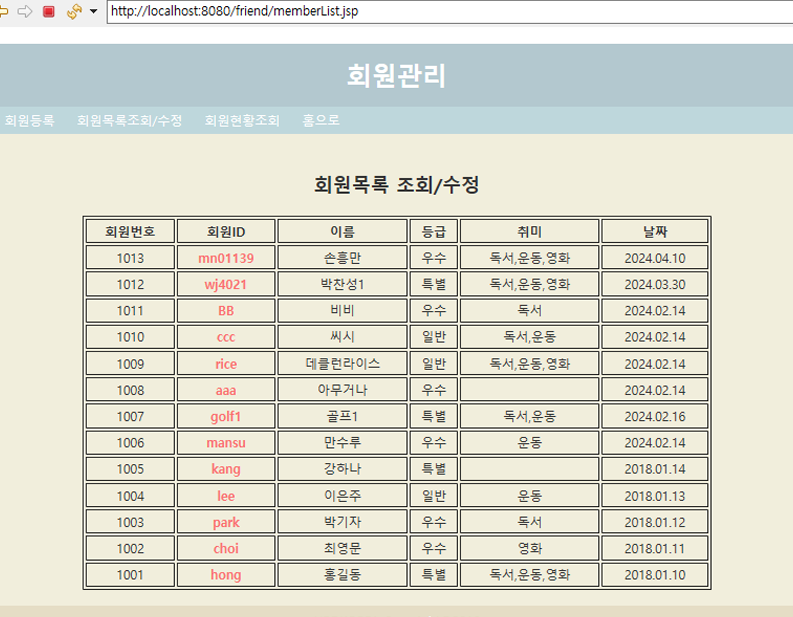 http://localhost:8080/friend/memberList.jsp
회원관리
회원등록 회원목록조회/수정 회원현황조회 홈으로
회원목록 조회/수정
회원번호 회원ID 이름 등급 취미 날짜
1013 mn01139 손흥만 우수 독서,운동,영화 2024.04.10
1012 wj4021 박찬성1 특별 독서,운동,영화 2024.03.30
1011 BB 비비 우수 독서 2024.02.14
1010 ccc 씨시 일반 독서,운동 2024.02.14
1009 rice 데클런라이스 일반 독서,운동,영화 2024.02.14
1008 aaa 아무거나 우수 2024.02.14
1007 golf1 골프1 특별 독서,운동 2024.02.16
1006 mansu 만수루 우수 운동 2024.02.14
1005 kang 강하나 특별 2018.01.14
1004 lee 이은주 일반 운동 2018.01.13
1003 park 박기자 우수 독서 2018.01.12
1002 choi 최영문 우수 영화 2018.01.11
1001 hong 홍길동 특별 독서,운동,영화 2018.01.10